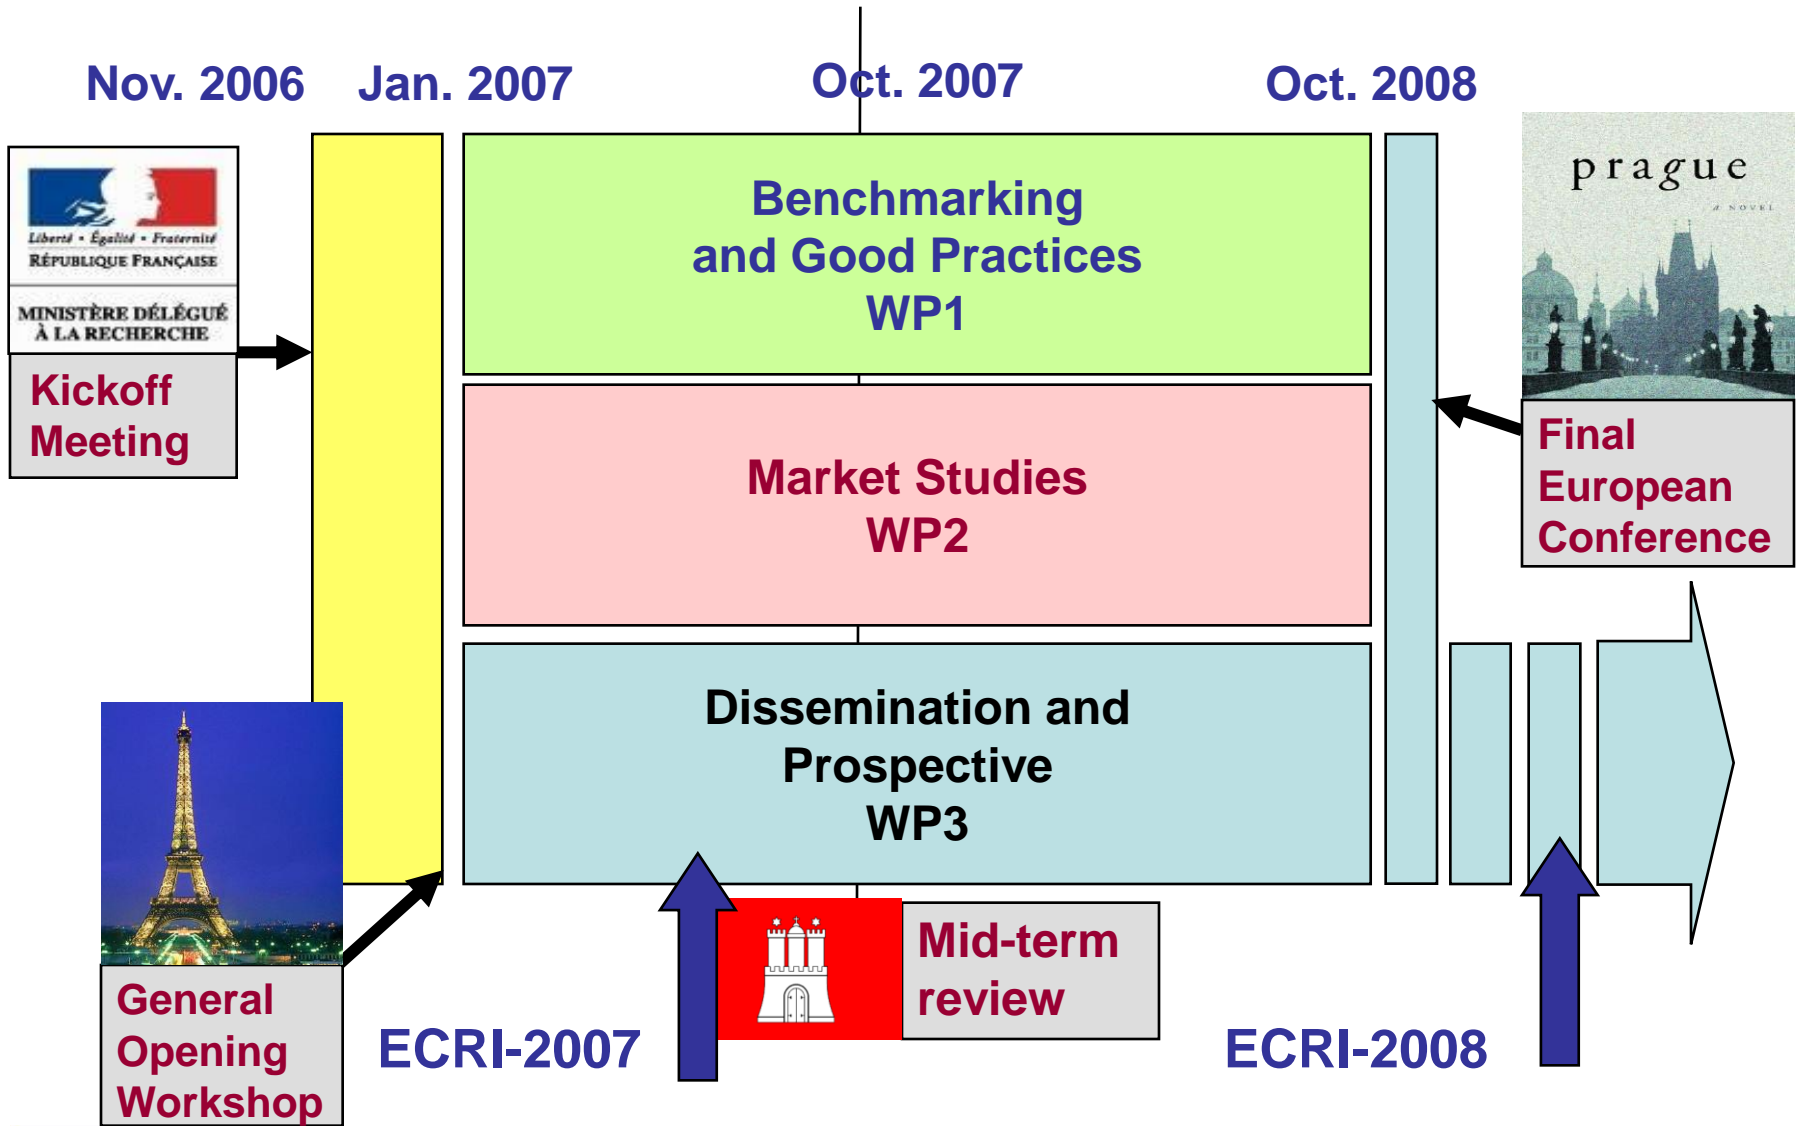 Nov. 2006
Jan. 2007
Oct. 2007
Oct. 2008
Liberté • Égalité • Fraternité
RÉPUBLIQUE FRANÇAISE
MINISTÈRE DÉLÉGUÉ
À LA RECHERCHE
Kickoff
Meeting
Benchmarking
and Good Practices
WP1
prague
A NOVEL
Final
European
Conference
Market Studies
WP2
Dissemination and
Prospective
WP3
General
Opening
Workshop
ECRI-2007
Mid-term
review
ECRI-2008